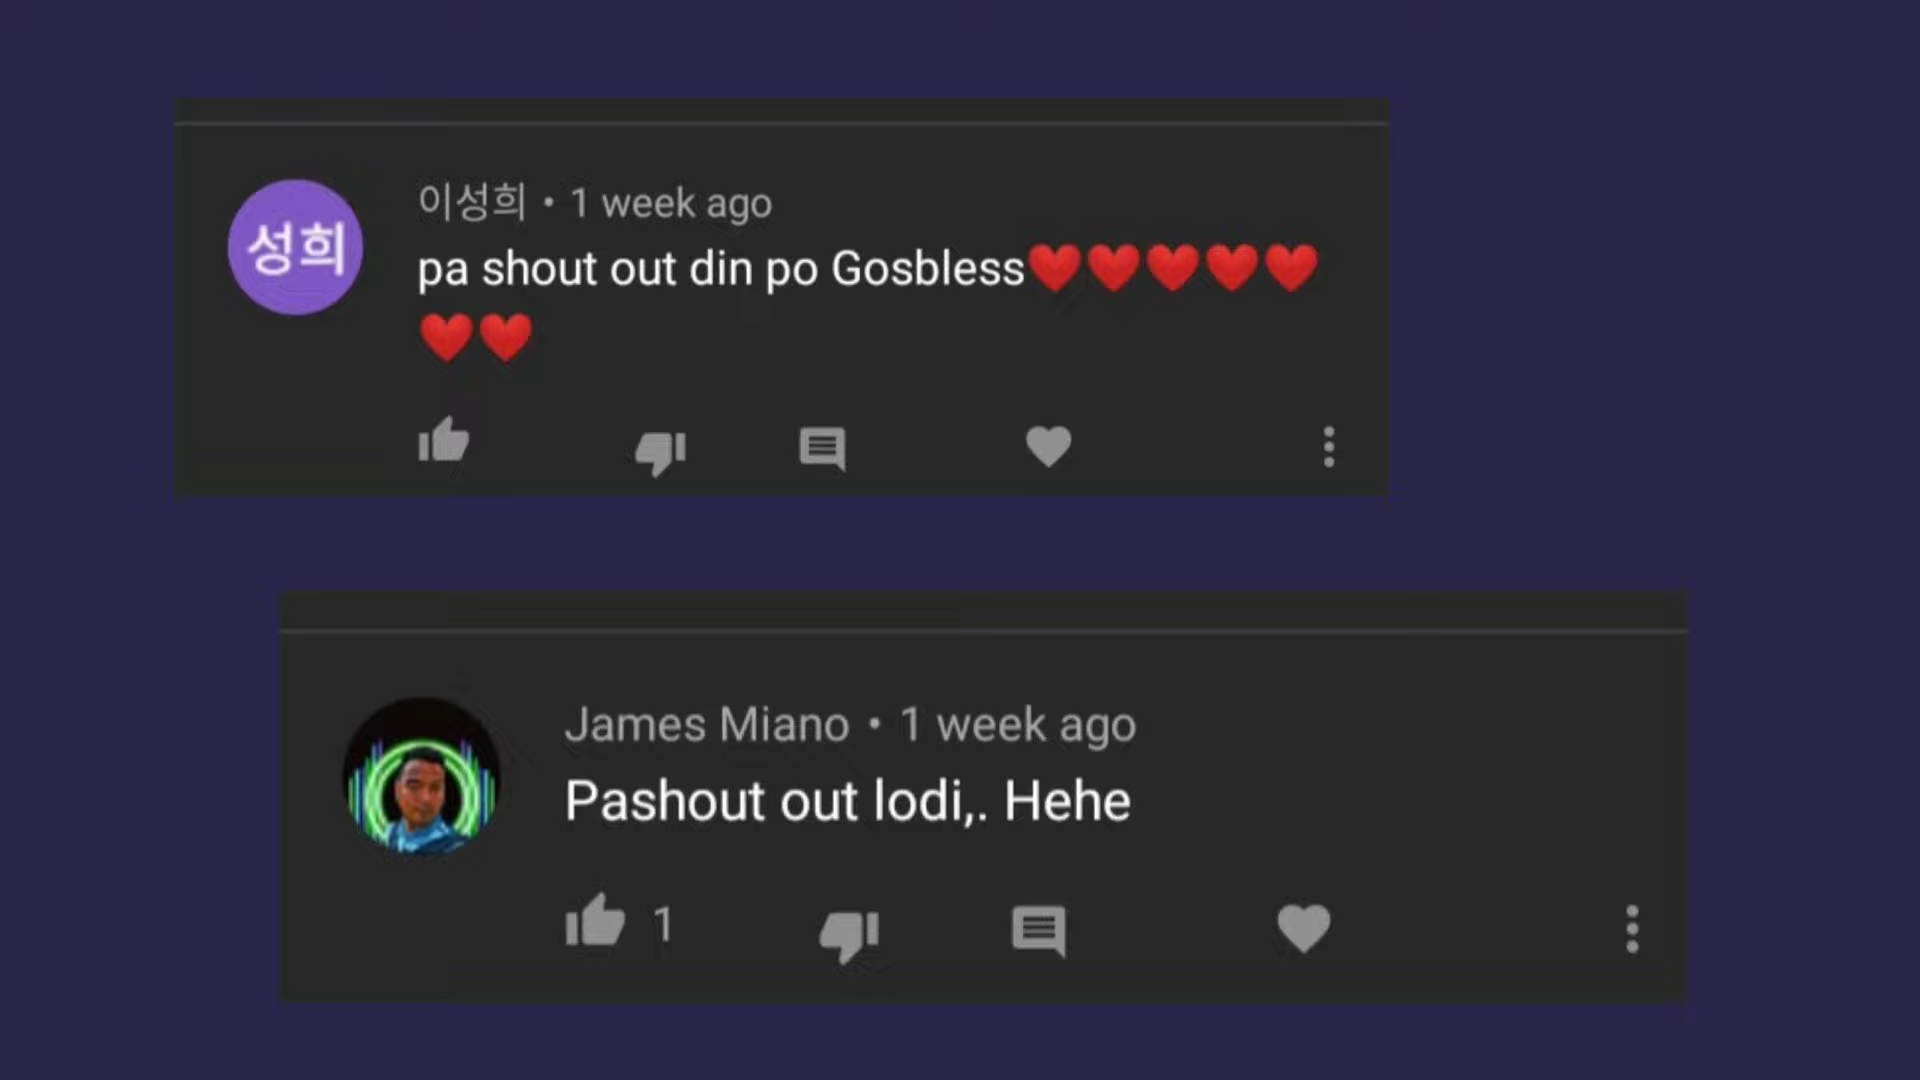 성희
이성희 • 1 week ago
pa shout out din po Gosbless❤️❤️❤️❤️❤️
❤️❤️
James Miano • 1 week ago
Pashout out lodi,. Hehe
1